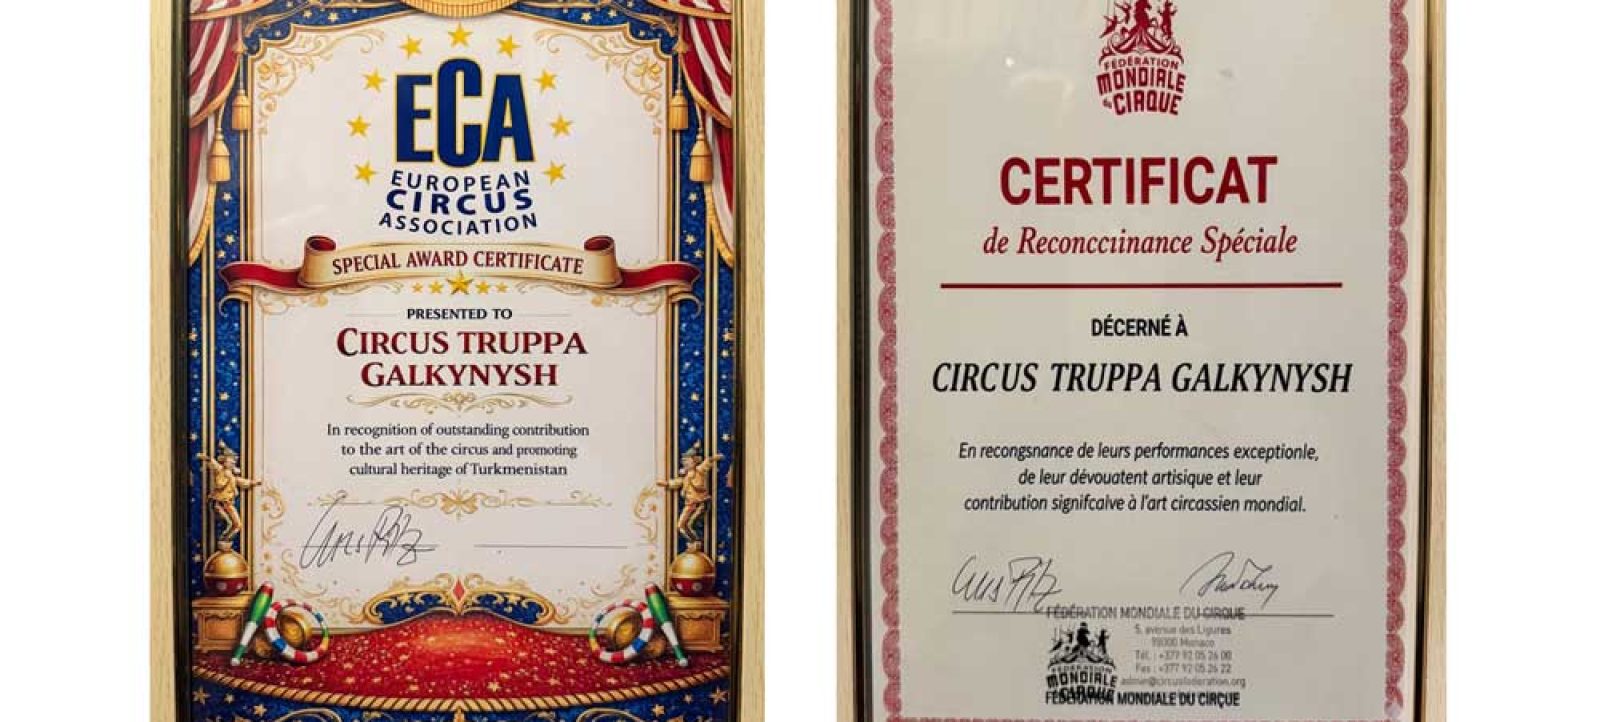 ECA
EUROPEAN
CIRCUS
ASSOCIATION
SPECIAL AWARD CERTIFICATE
PRESENTED TO
CIRCUS TRUPPA
GALKYNYSH
In recognition of outstanding contribution
to the art of the circus and promoting
cultural heritage of Turkmenistan
FÉDÉRATION
MONDIALE
du CIRQUE
CERTIFICAT
de Reconcciinance Spéciale
DÉCERNÉ À
CIRCUS TRUPPA GALKYNYSH
En recongsnance de leurs performances exceptionle,
de leur dévouatent artisique et leur
contribution signifcalve à l'art circassien mondial.
FÉDÉRATION MONDIALE DU CIRQUE
5, avenue des Ligures
98000 Monaco
Tél. : +377 92 05 26 00
Fax : +377 92 05 26 22
admin@circusfederation.org
FÉDÉRATION
MONDIALE
CIRQUE
FÉDÉRATION MONDIALE DU CIRÇUE